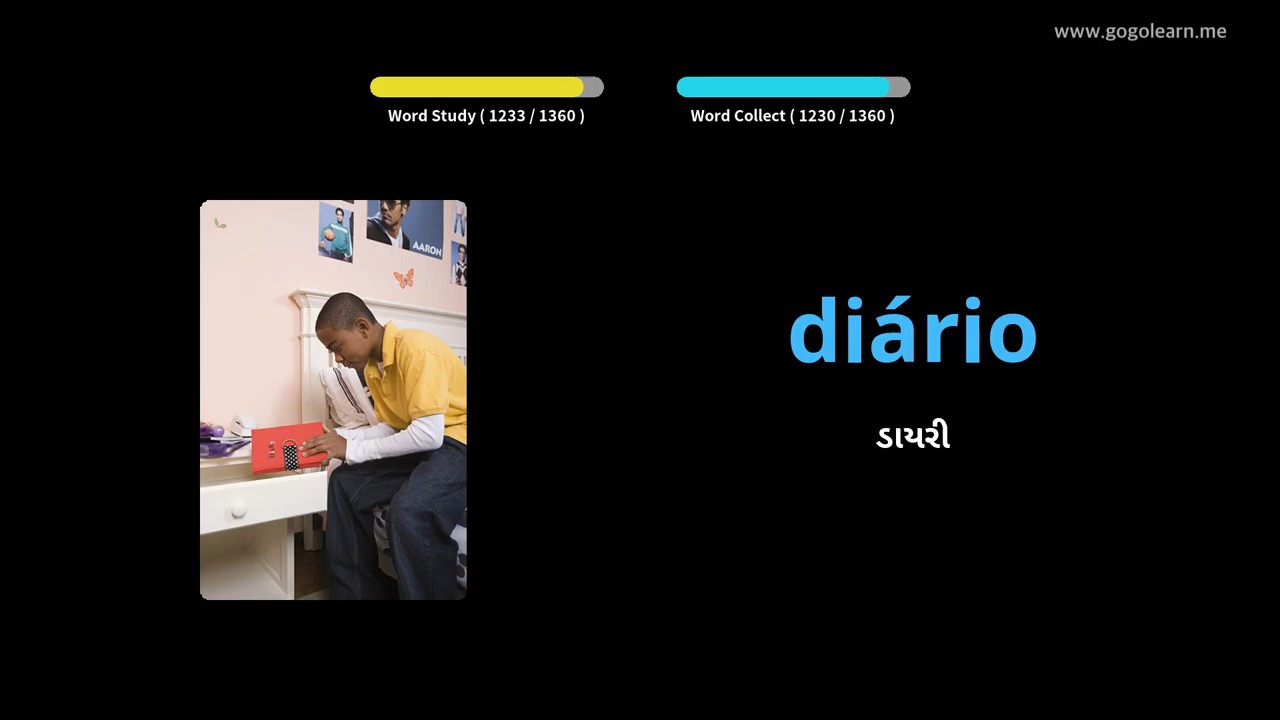 www.gogolearn.me
Word Study ( 1233 / 1360 )
Word Collect ( 1230 / 1360 )
AARON
diário
ડાયરી